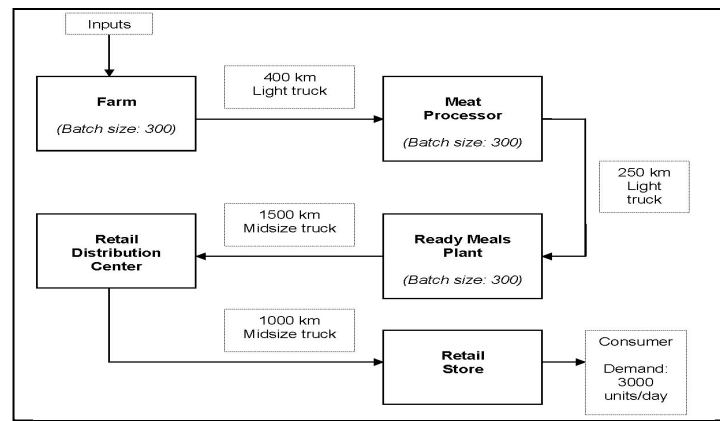 Inputs
Farm
(Batch size: 300)
400 km
Light truck
Meat
Processor
(Batch size: 300)
250 km
Light
truck
Ready Meals
Plant
(Batch size: 300)
1500 km
Midsize truck
Retail
Distribution
Center
1000 km
Midsize truck
Retail
Store
Consumer
Demand:
3000
units/day